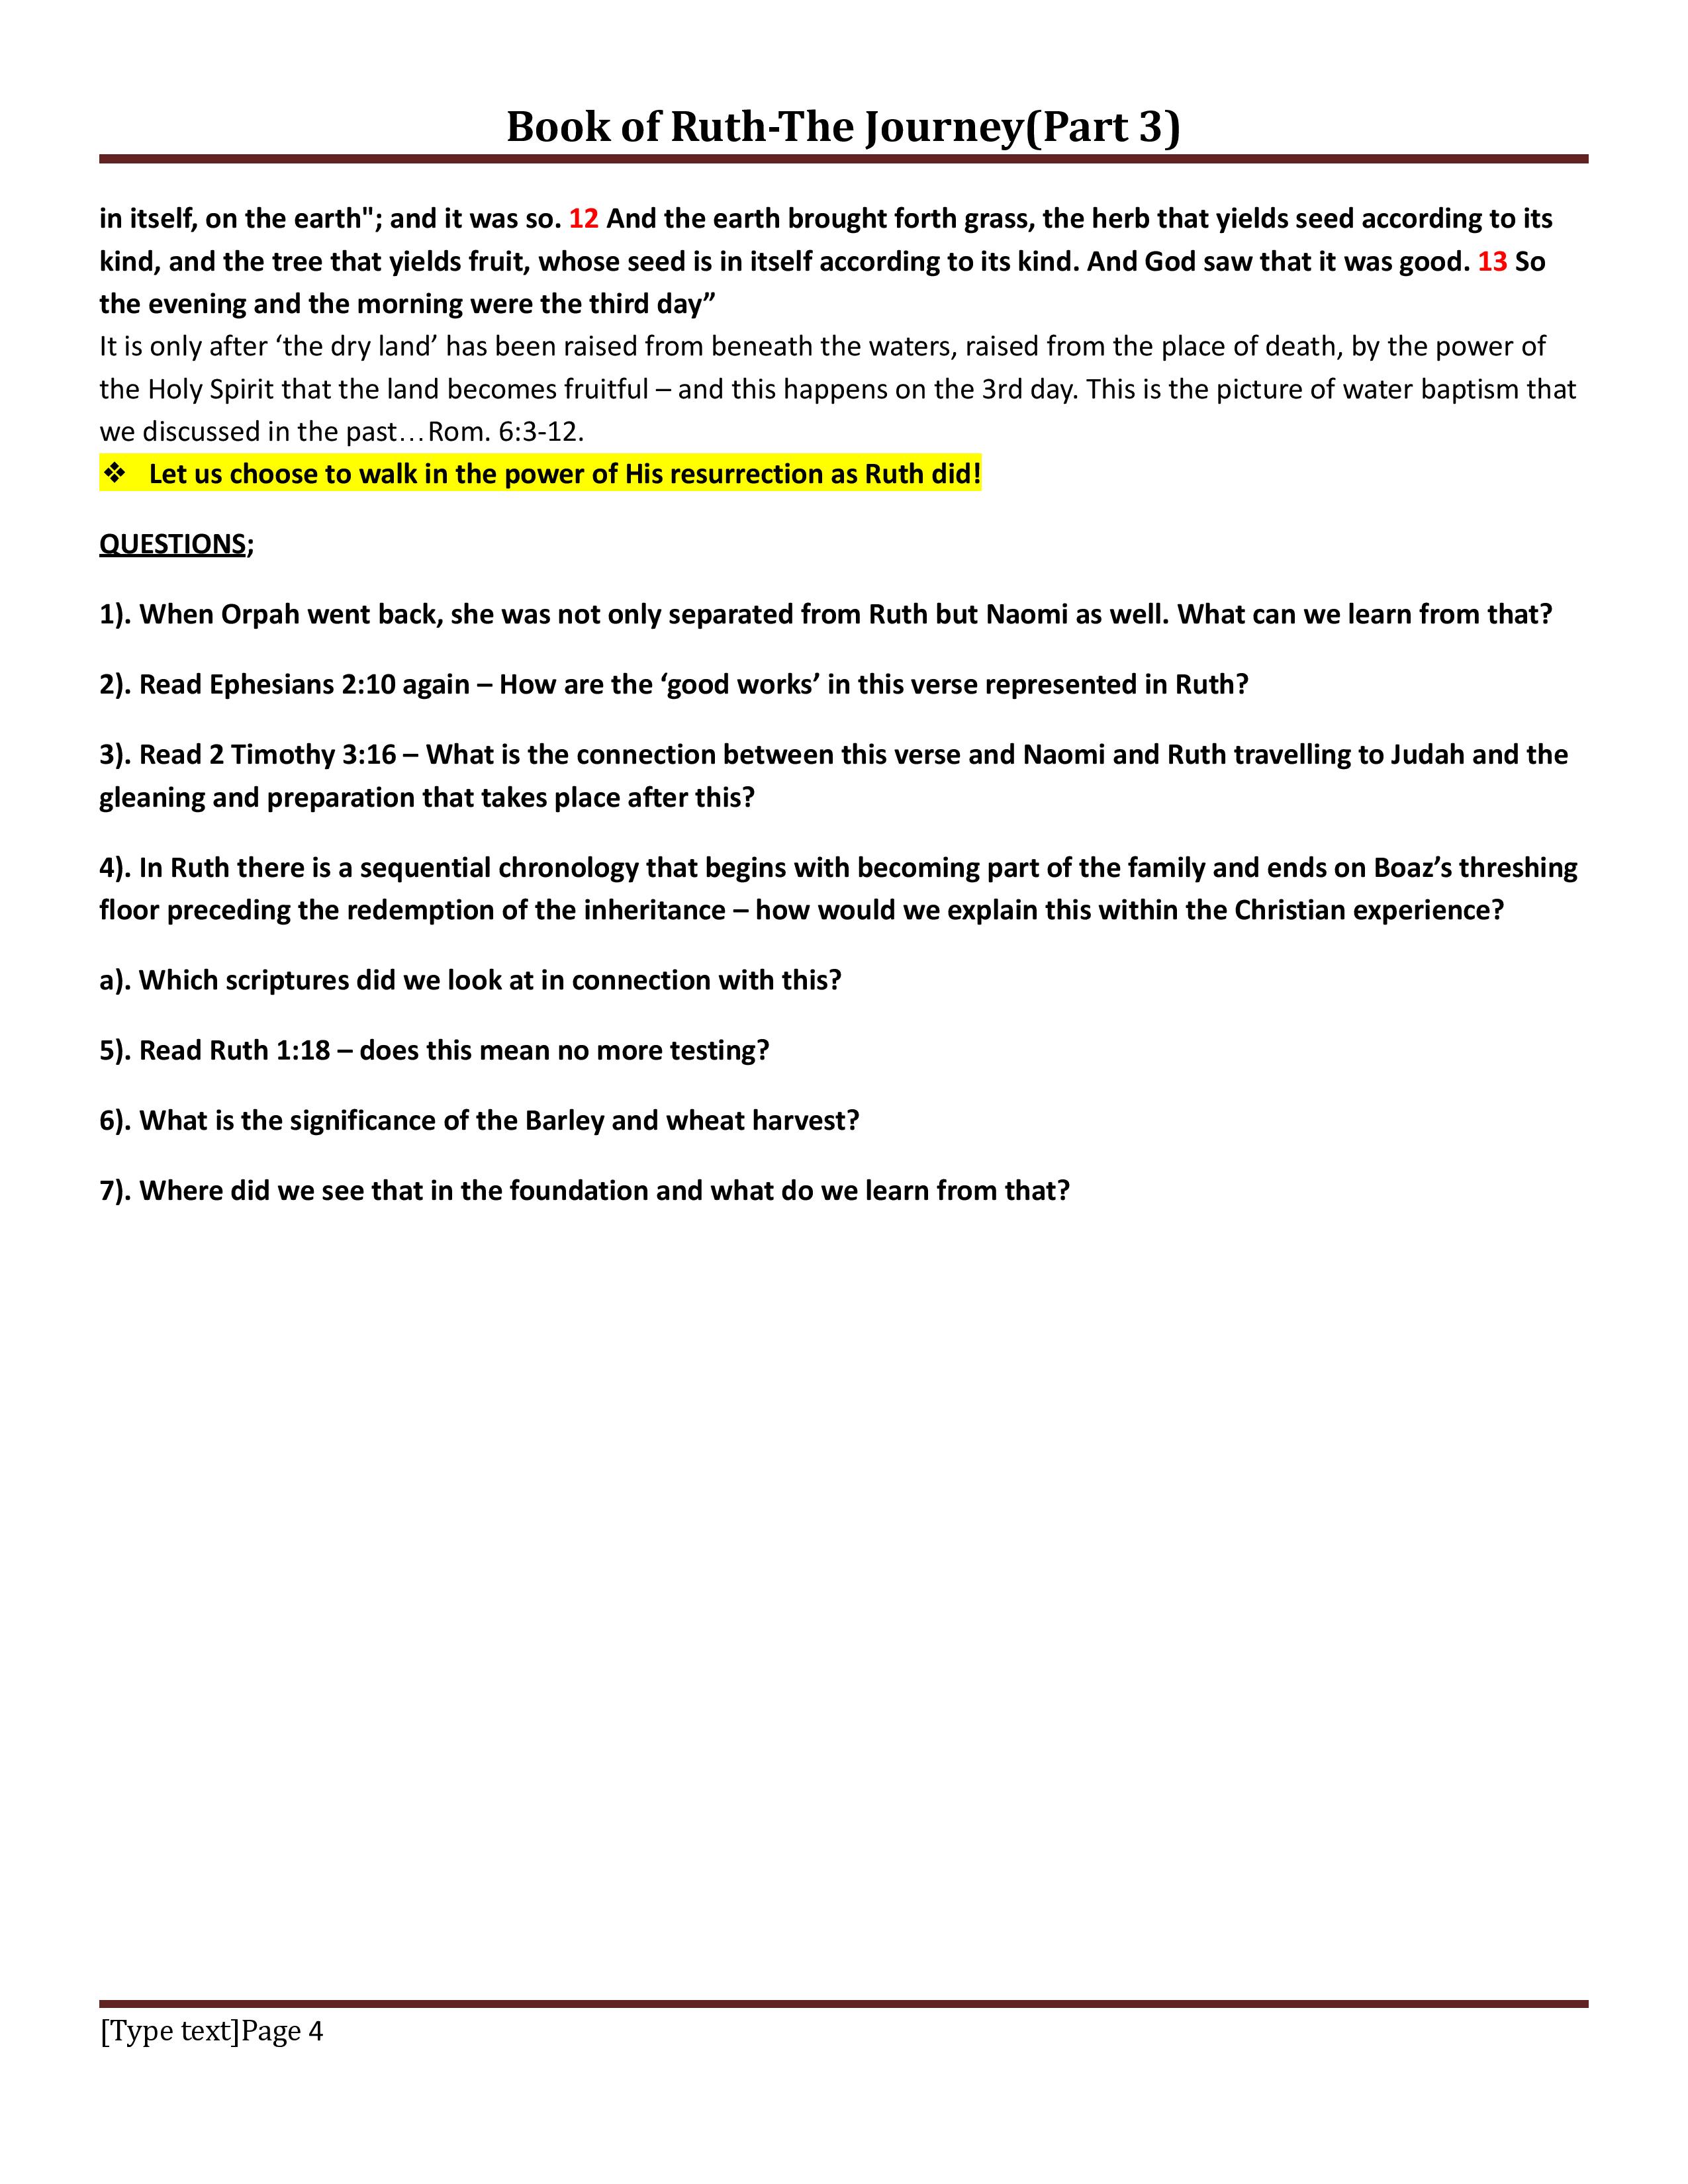 Book of Ruth-The Journey(Part 3)
in itself, on the earth"; and it was so. 12 And the earth brought forth grass, the herb that yields seed according to its
kind, and the tree that yields fruit, whose seed is in itself according to its kind. And God saw that it was good. 13 So
the evening and the morning were the third day”
It is only after ‘the dry land’ has been raised from beneath the waters, raised from the place of death, by the power of
the Holy Spirit that the land becomes fruitful – and this happens on the 3rd day. This is the picture of water baptism that
we discussed in the past…Rom. 6:3-12.
❖ Let us choose to walk in the power of His resurrection as Ruth did!
QUESTIONS;
1). When Orpah went back, she was not only separated from Ruth but Naomi as well. What can we learn from that?
2). Read Ephesians 2:10 again – How are the ‘good works’ in this verse represented in Ruth?
3). Read 2 Timothy 3:16 – What is the connection between this verse and Naomi and Ruth travelling to Judah and the
gleaning and preparation that takes place after this?
4). In Ruth there is a sequential chronology that begins with becoming part of the family and ends on Boaz’s threshing
floor preceding the redemption of the inheritance – how would we explain this within the Christian experience?
a). Which scriptures did we look at in connection with this?
5). Read Ruth 1:18 – does this mean no more testing?
6). What is the significance of the Barley and wheat harvest?
7). Where did we see that in the foundation and what do we learn from that?
[Type text]Page 4